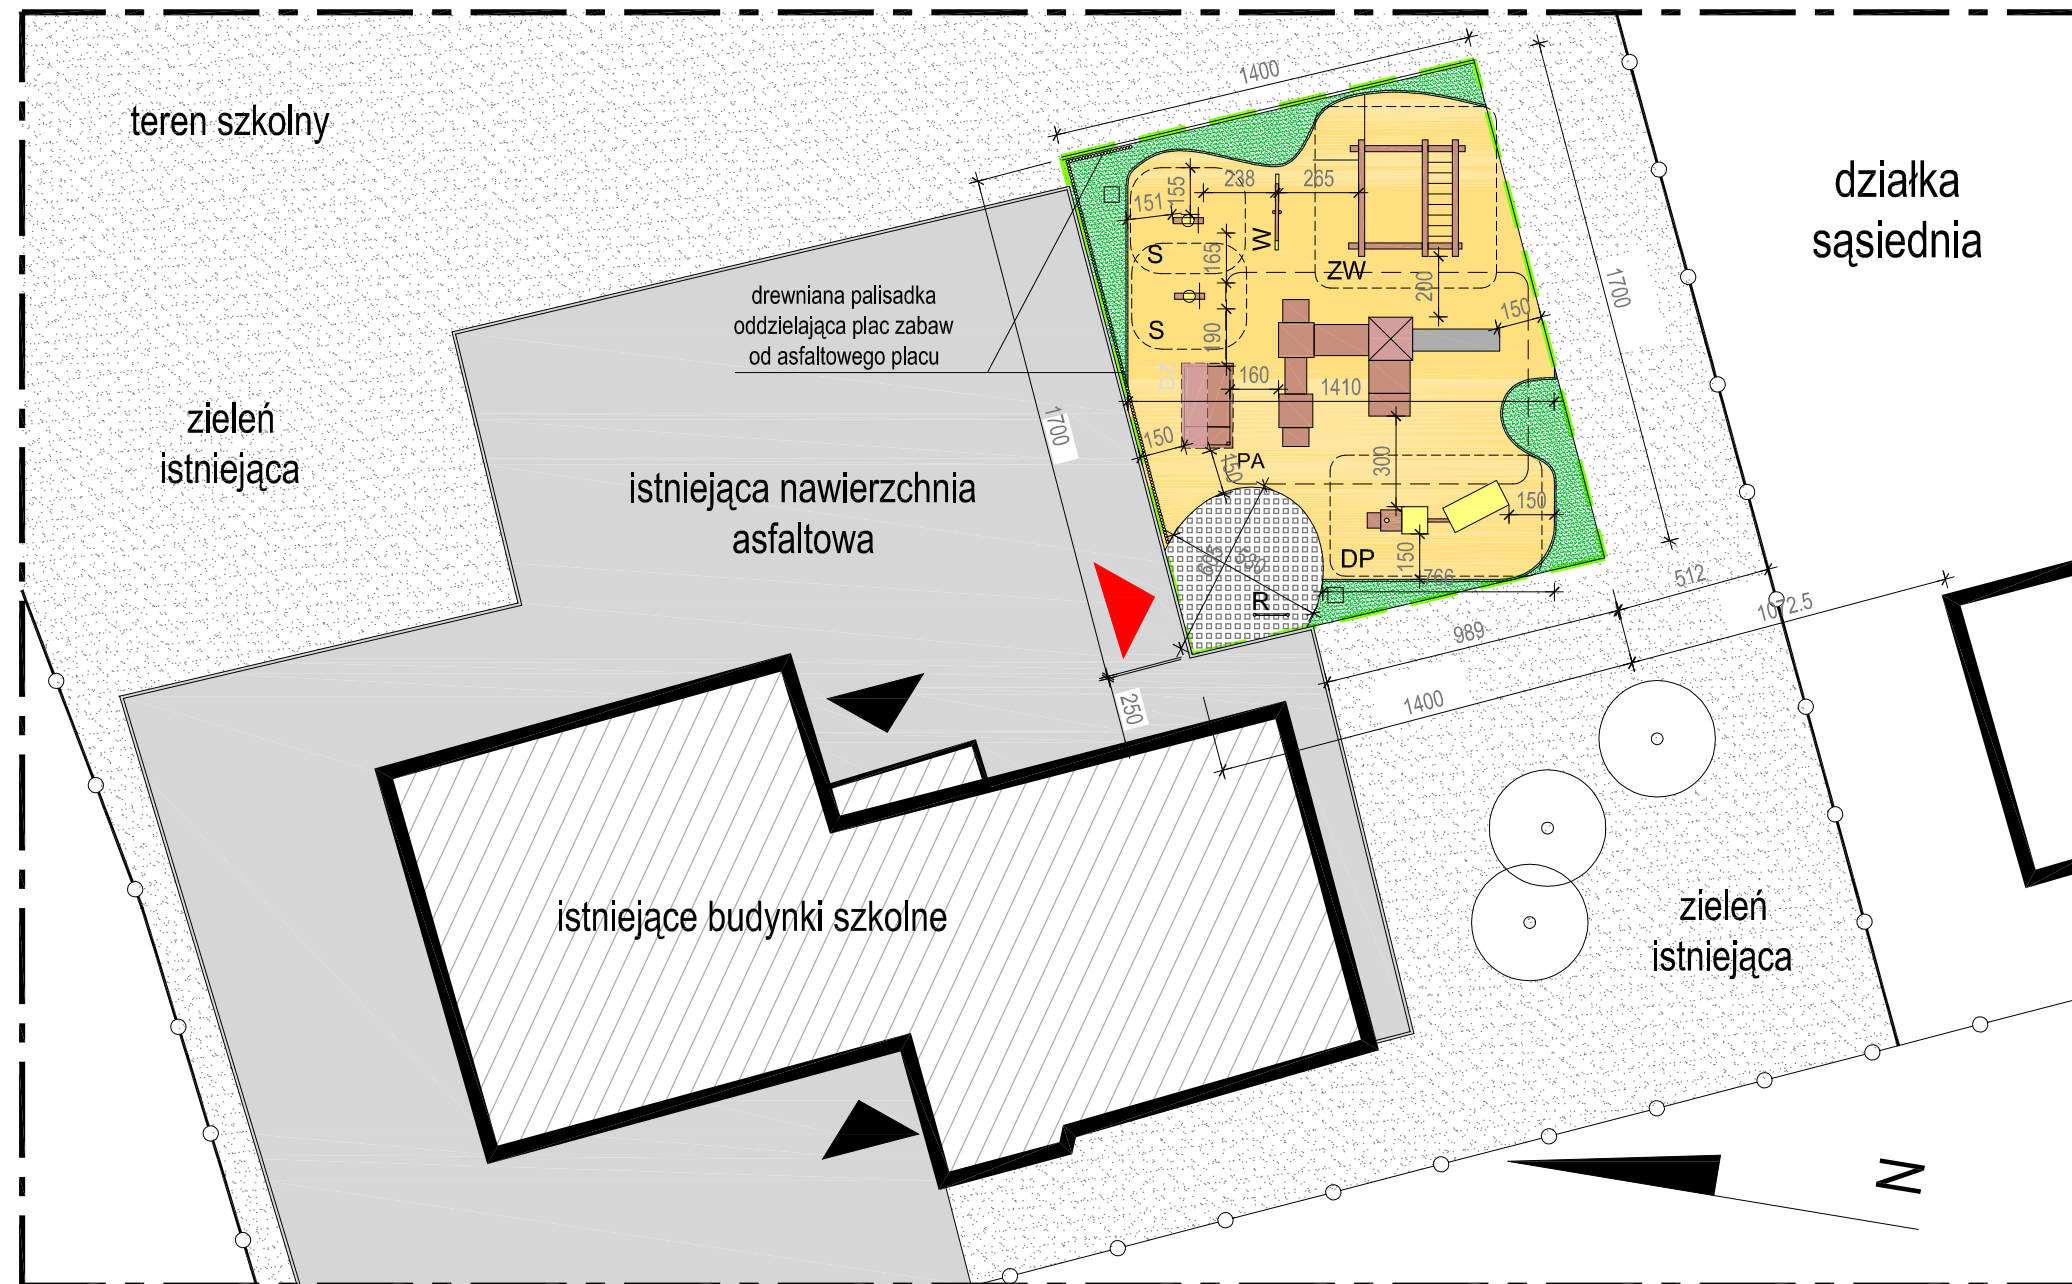 1400
teren szkolny
działka
sąsiednia
238
265
155
151
S
W
165
ZW
200
1700
150
drewniana palisadka
oddzielająca plac zabaw
od asfaltowego placu
S
190
160
1410
zieleń
istniejąca
1700
150
istniejąca nawierzchnia
asfaltowa
150
PA
300
150
DP
150
766
R
512
1072.5
989
250
1400
istniejące budynki szkolne
zieleń
istniejąca
N